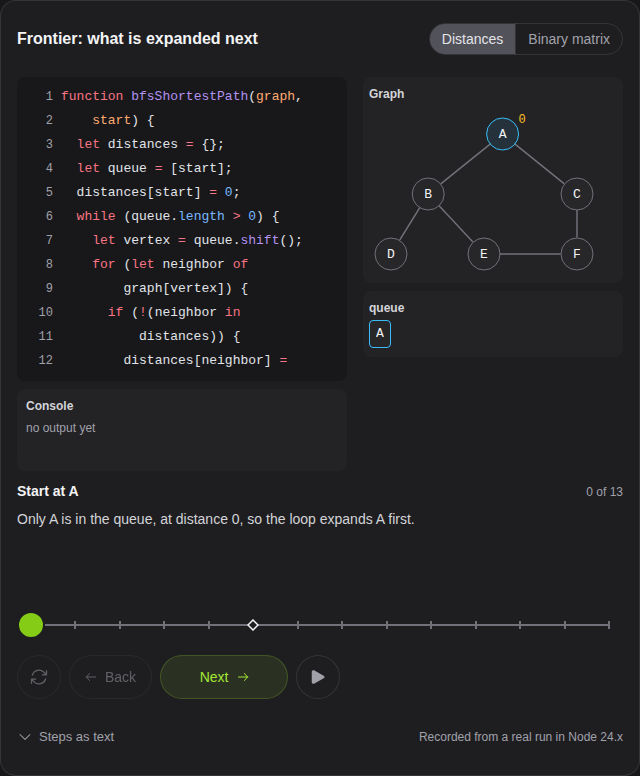 Frontier: what is expanded next
Distances
Binary matrix
1 function bfsShortestPath(graph,
2 start) {
3 let distances = {};
4 let queue = [start];
5 distances[start] = 0;
6 while (queue.length > 0) {
7 let vertex = queue.shift();
8 for (let neighbor of
9 graph[vertex]) {
10 if (!(neighbor in
11 distances)) {
12 distances[neighbor] =
Graph
A 0
B C
D E F
queue
A
Console
no output yet
Start at A
0 of 13
Only A is in the queue, at distance 0, so the loop expands A first.
← Back
Next →
Steps as text
Recorded from a real run in Node 24.x